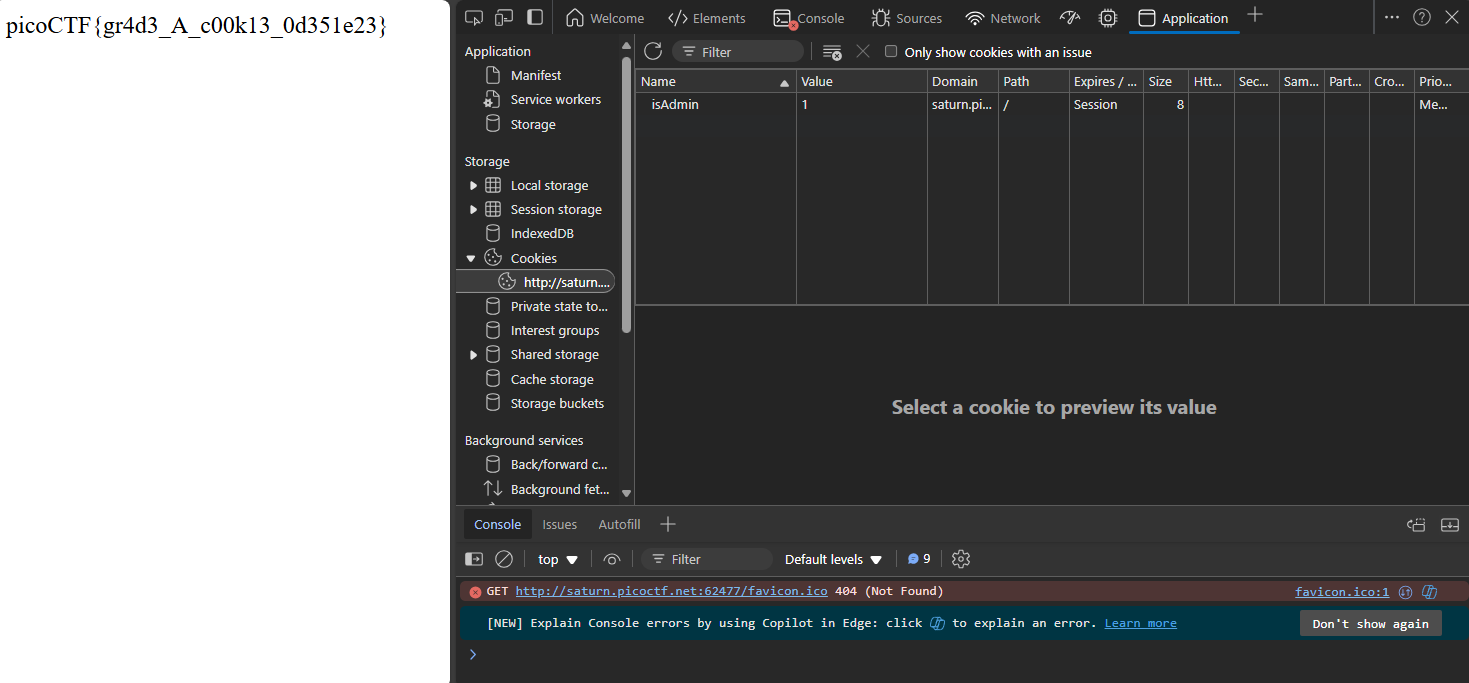 picoCTF{gr4d3_A_c00k13_0d351e23}
Welcome Elements Console Sources Network Application
Application
Manifest
Service workers
Storage
Storage
Local storage
Session storage
IndexedDB
Cookies
http://saturn....
Private state to...
Interest groups
Shared storage
Cache storage
Storage buckets
Background services
Back/forward c...
Background fet...
Filter Only show cookies with an issue
Name Value Domain Path Expires / ... Size Htt... Sec... Sam... Part... Cro... Prio...
isAdmin 1 saturn.pi... / Session 8 Me...
Select a cookie to preview its value
Console Issues Autofill
top Filter Default levels 9
GET http://saturn.picoctf.net:62477/favicon.ico 404 (Not Found) favicon.ico:1
[NEW] Explain Console errors by using Copilot in Edge: click to explain an error. Learn more Don't show again